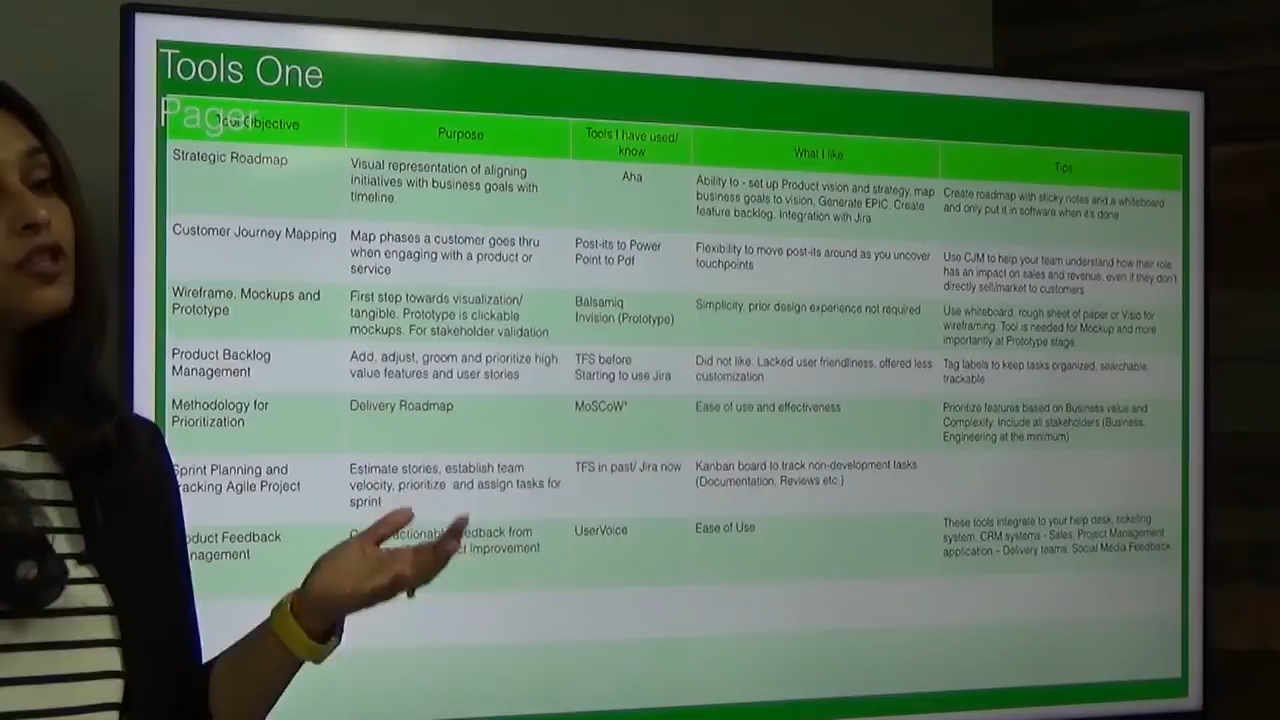 Tools One
Pager
Tool Objective
Purpose
Tools I have used/
know
What I like
Tips
Strategic Roadmap
Visual representation of aligning
initiatives with business goals with
timeline
Aha
Ability to - set up Product vision and strategy, map
business goals to vision, Generate EPIC, Create
feature backlog, Integration with Jira
Create roadmap with sticky notes and a whiteboard
and only put it in software when it's done
Customer Journey Mapping
Map phases a customer goes thru
when engaging with a product or
service
Post-its to Power
Point to Pdf
Flexibility to move post-its around as you uncover
touchpoints
Use CJM to help your team understand how their role
has an impact on sales and revenue, even if they don't
directly sell/market to customers
Wireframe, Mockups and
Prototype
First step towards visualization/
tangible. Prototype is clickable
mockups. For stakeholder validation
Balsamiq
Invision (Prototype)
Simplicity, prior design experience not required
Use whiteboard, rough sheet of paper or Visio for
wireframing. Tool is needed for Mockup and more
importantly at Prototype stage
Product Backlog
Management
Add, adjust, groom and prioritize high
value features and user stories
TFS before
Starting to use Jira
Did not like: Lacked user friendliness, offered less
customization
Tag labels to keep tasks organized, searchable,
trackable
Methodology for
Prioritization
Delivery Roadmap
MoSCoW*
Ease of use and effectiveness
Prioritize features based on Business value and
Complexity. Include all stakeholders (Business,
Engineering at the minimum)
Sprint Planning and
racking Agile Project
Estimate stories, establish team
velocity, prioritize and assign tasks for
sprint
TFS in past/ Jira now
Kanban board to track non-development tasks
(Documentation, Reviews etc.)
oduct Feedback
nagement
actionable feedback from
Improvement
UserVoice
Ease of Use
These tools integrate to your help desk, ticketing
system, CRM systems - Sales, Project Management
application – Delivery teams, Social Media Feedback